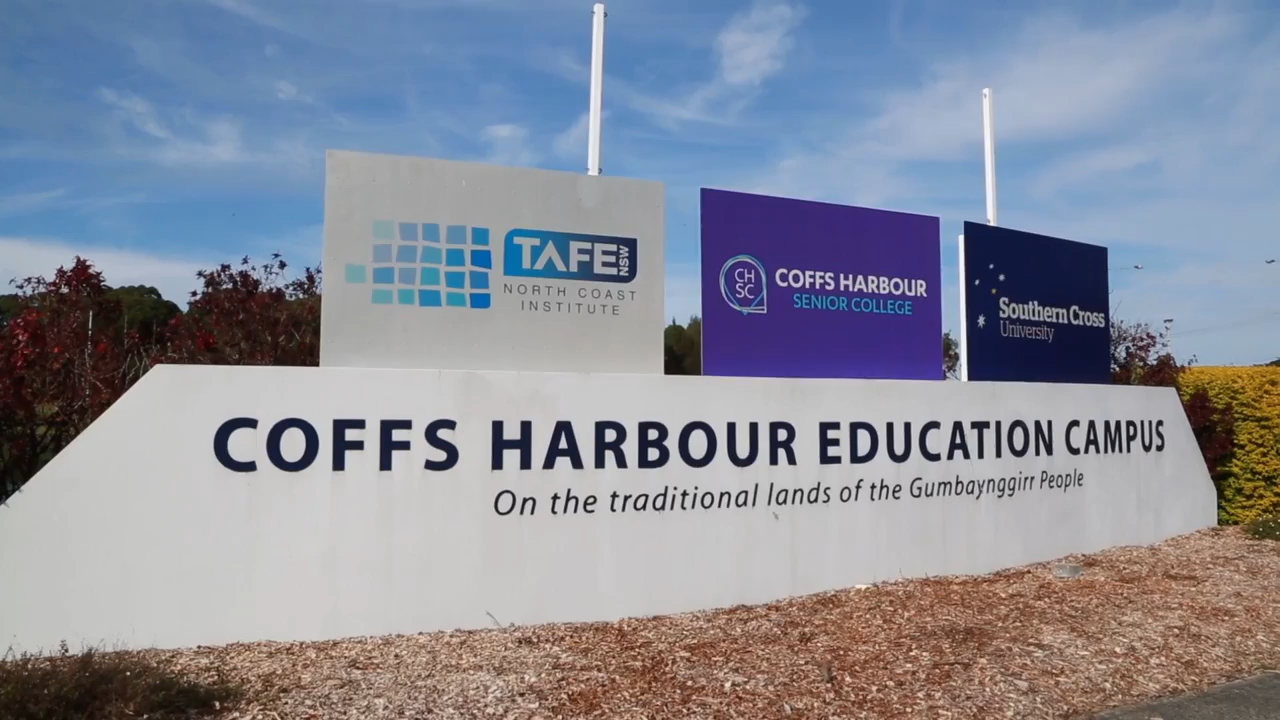 TAFE NSW
NORTH COAST
INSTITUTE
CH
SC
COFFS HARBOUR
SENIOR COLLEGE
Southern Cross
University
COFFS HARBOUR EDUCATION CAMPUS
On the traditional lands of the Gumbaynggirr People